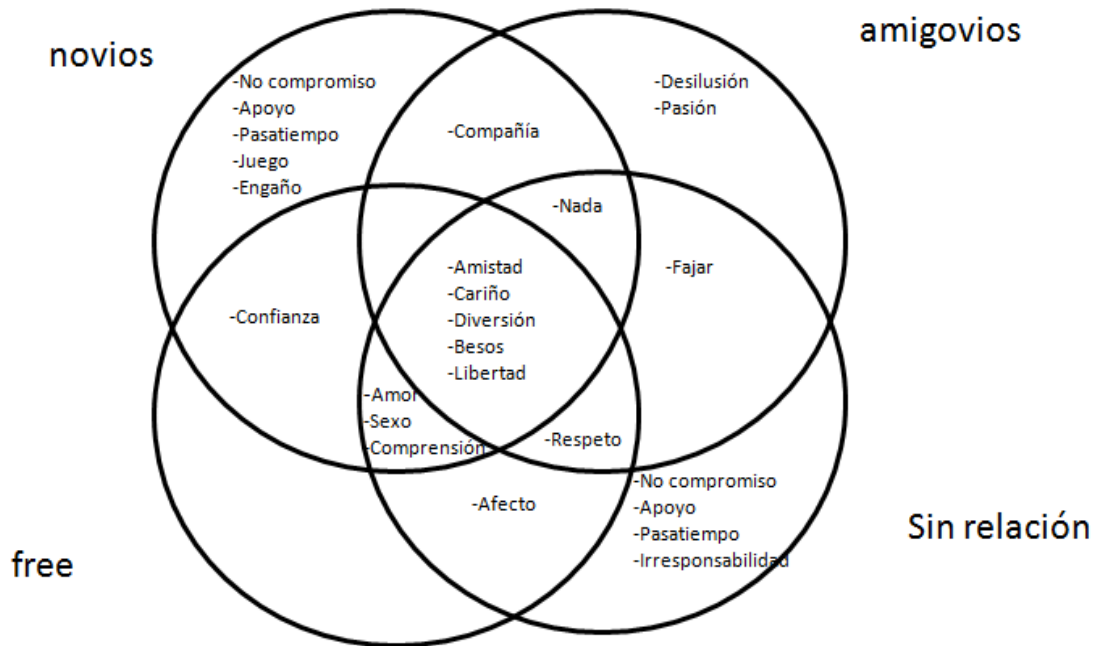 novios
amigovios
-No compromiso
-Apoyo
-Pasatiempo
-Juego
-Engaño
-Compañía
-Desilusión
-Pasión
-Nada
-Confianza
-Amistad
-Cariño
-Diversión
-Besos
-Libertad
-Fajar
-Amor
-Sexo
-Comprensión
-Respeto
-Afecto
-No compromiso
-Apoyo
-Pasatiempo
-Irresponsabilidad
free
Sin relación